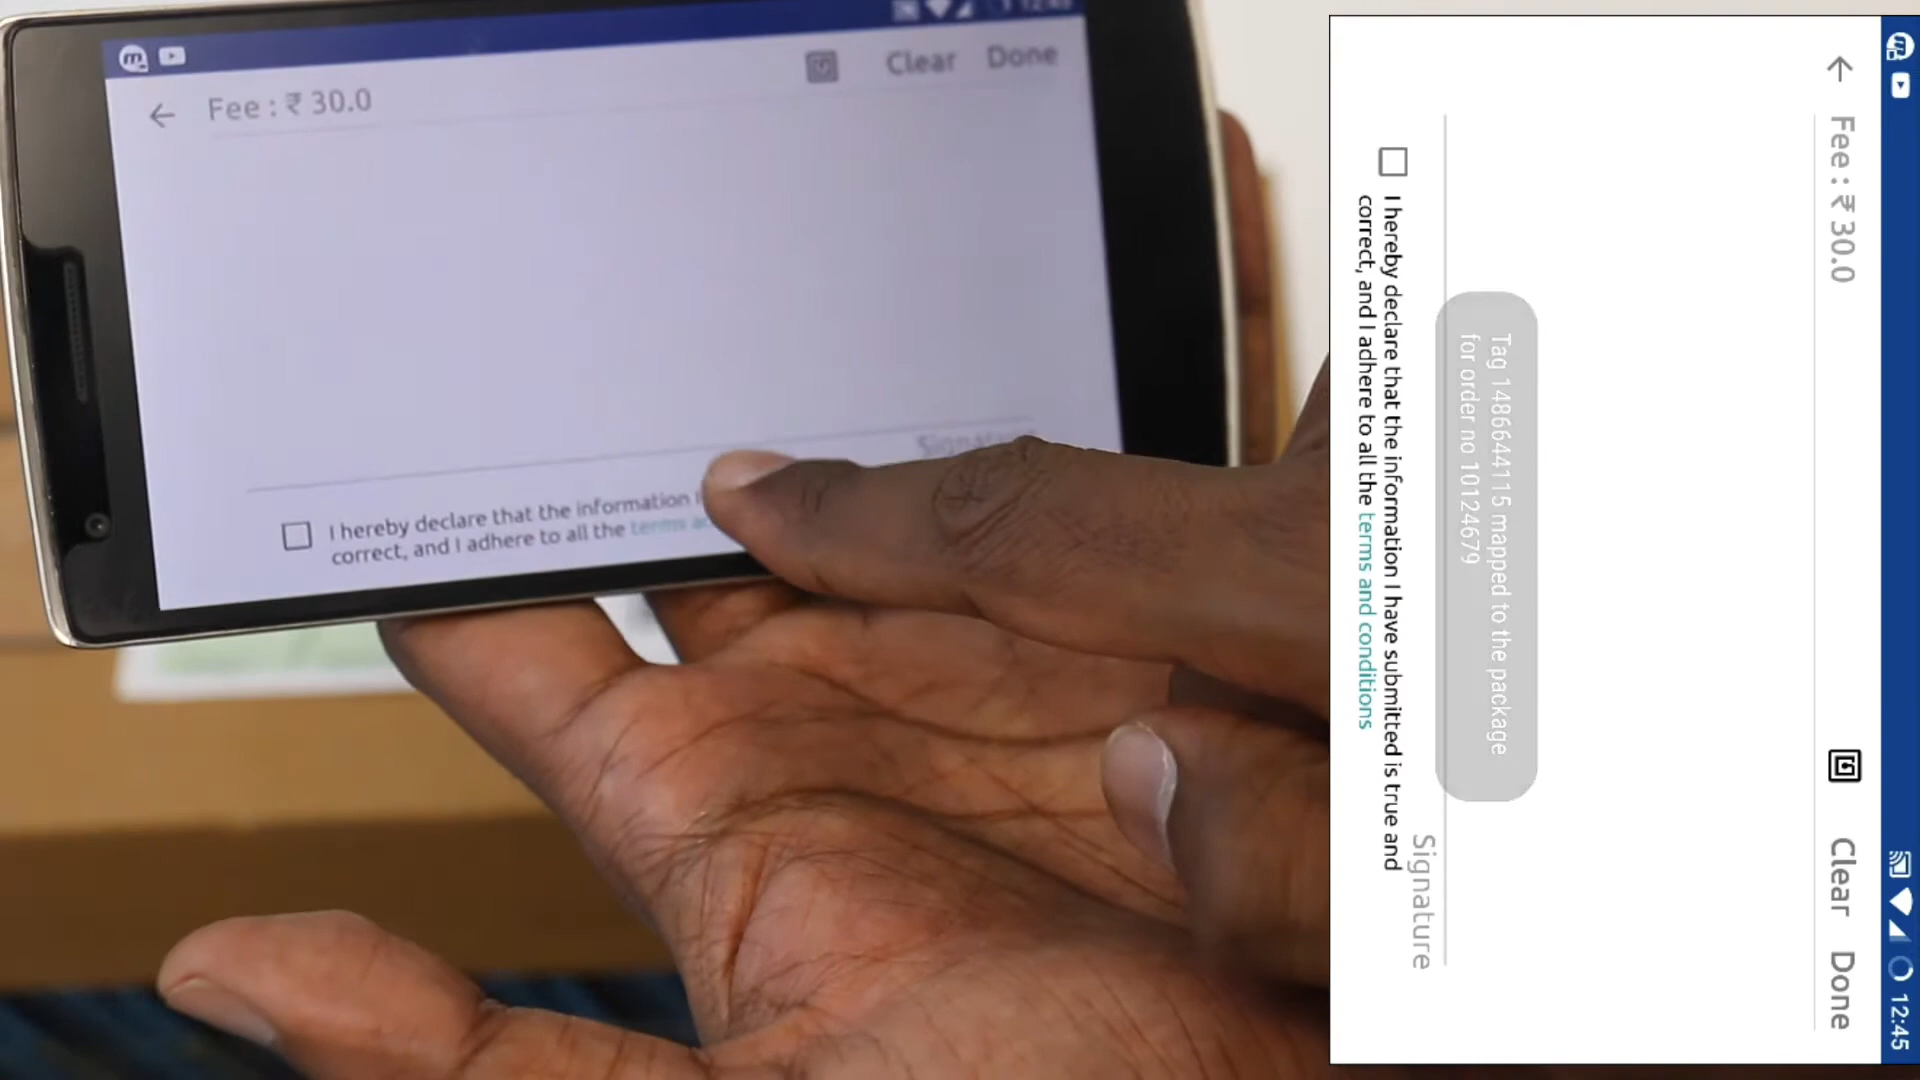 Fee : ₹ 30.0
Clear Done
Signature
I hereby declare that the information I
correct, and I adhere to all the terms
12:45
Fee : ₹ 30.0
Clear Done
Tag 1486644115 mapped to the package
for order no 10124679
Signature
I hereby declare that the information I have submitted is true and
correct, and I adhere to all the terms and conditions